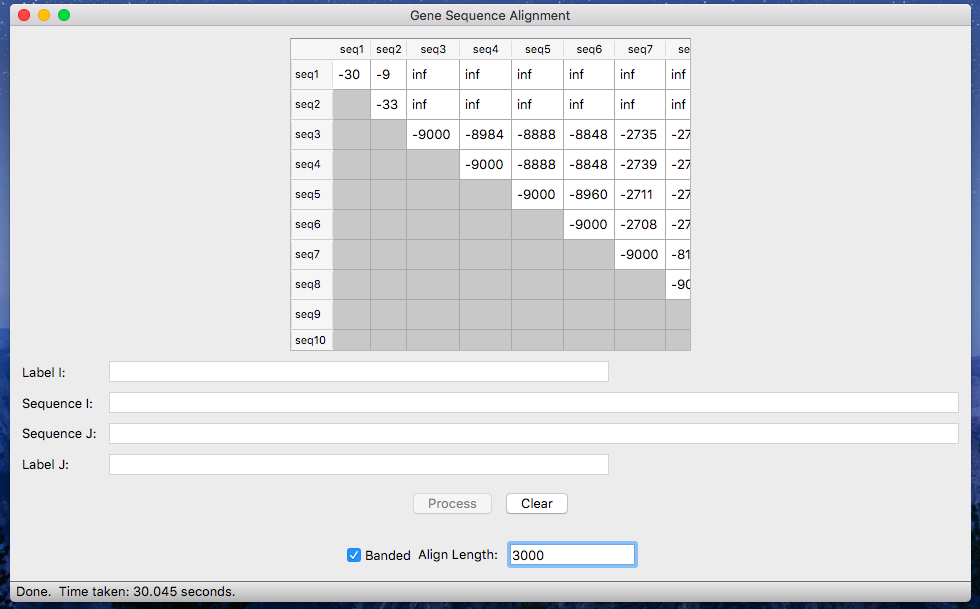 Gene Sequence Alignment
seq1 seq2 seq3 seq4 seq5 seq6 seq7 se
seq1 -30 -9 inf inf inf inf inf inf
seq2 -33 inf inf inf inf inf inf
seq3 -9000 -8984 -8888 -8848 -2735 -27
seq4 -9000 -8888 -8848 -2739 -27
seq5 -9000 -8960 -2711 -27
seq6 -9000 -2708 -27
seq7 -9000 -81
seq8 -90
seq9
seq10
Label I:
Sequence I:
Sequence J:
Label J:
Process Clear
Banded Align Length: 3000
Done. Time taken: 30.045 seconds.